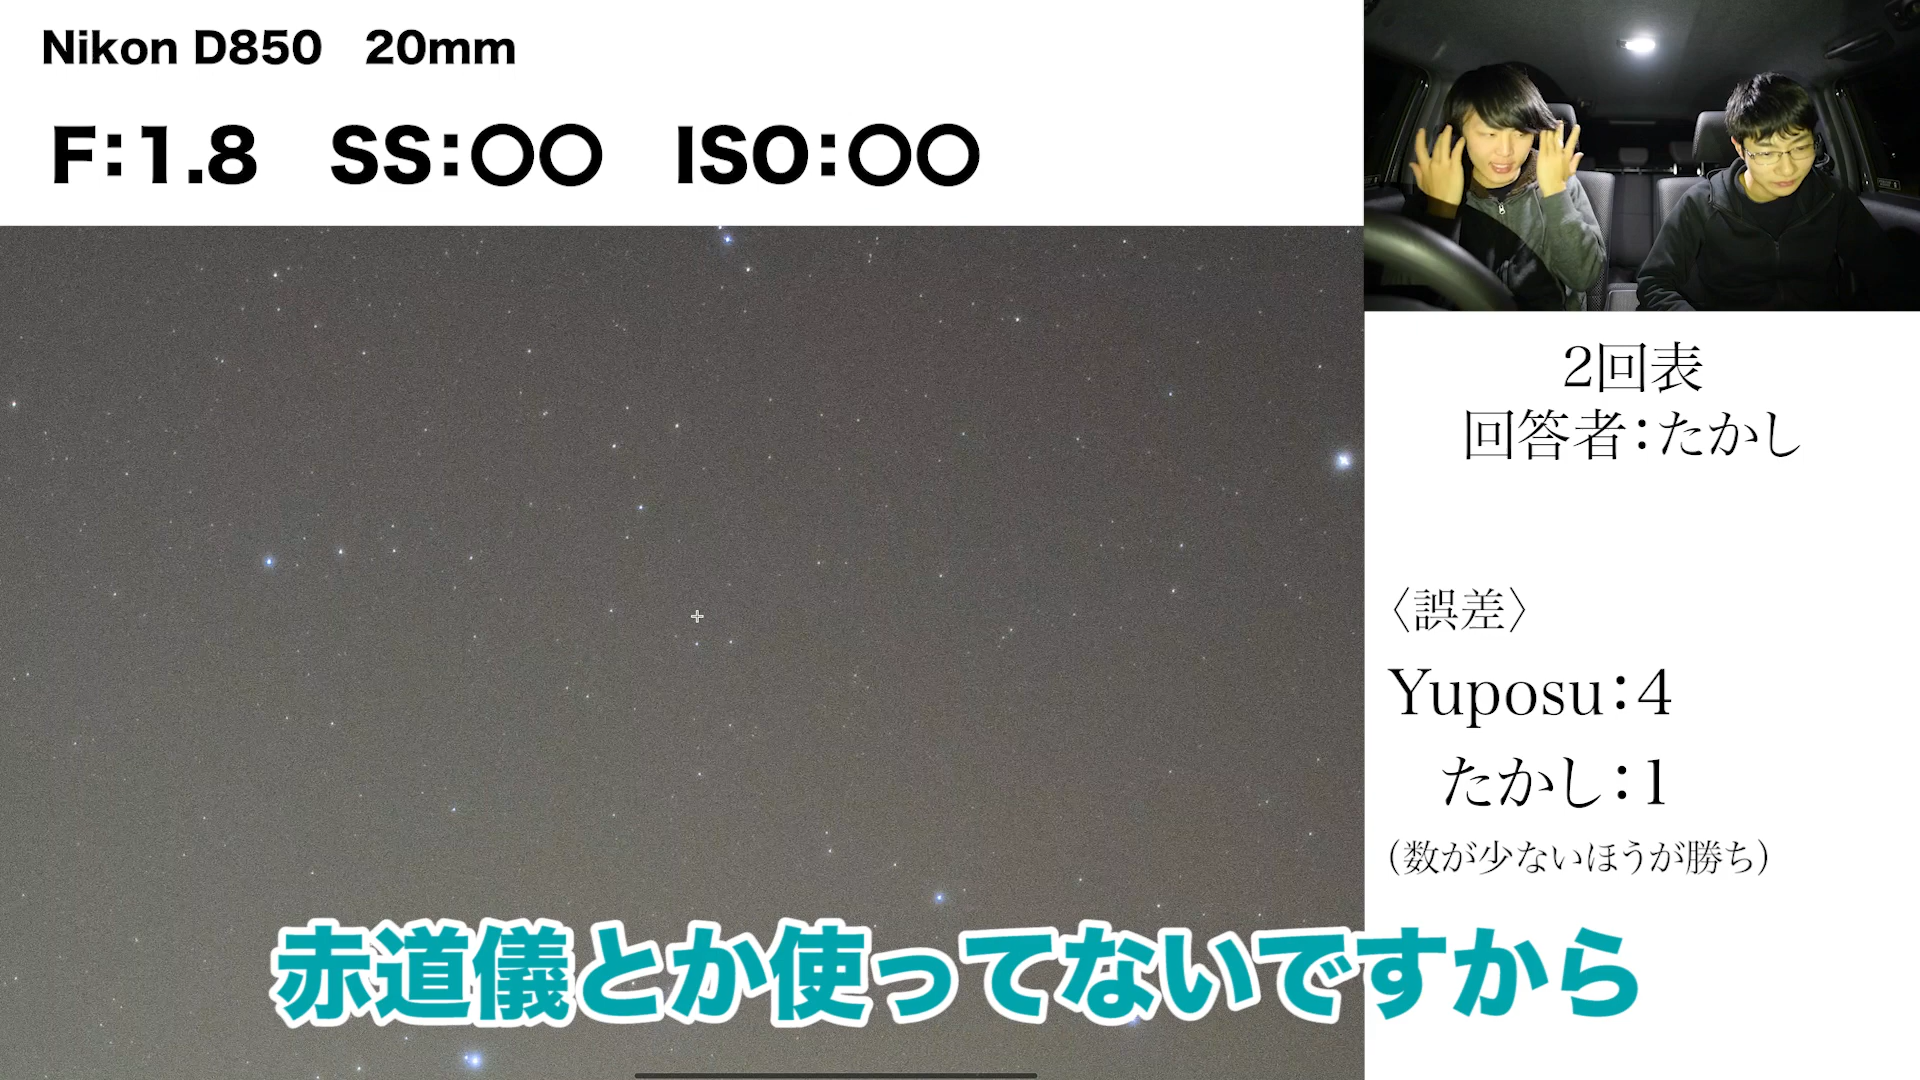 Nikon D850 20mm
F:1.8 SS:〇〇 ISO:〇〇
2回表
回答者：たかし
〈誤差〉
Yuposu：4
たかし：1
（数が少ないほうが勝ち）
赤道儀とか使ってないですから